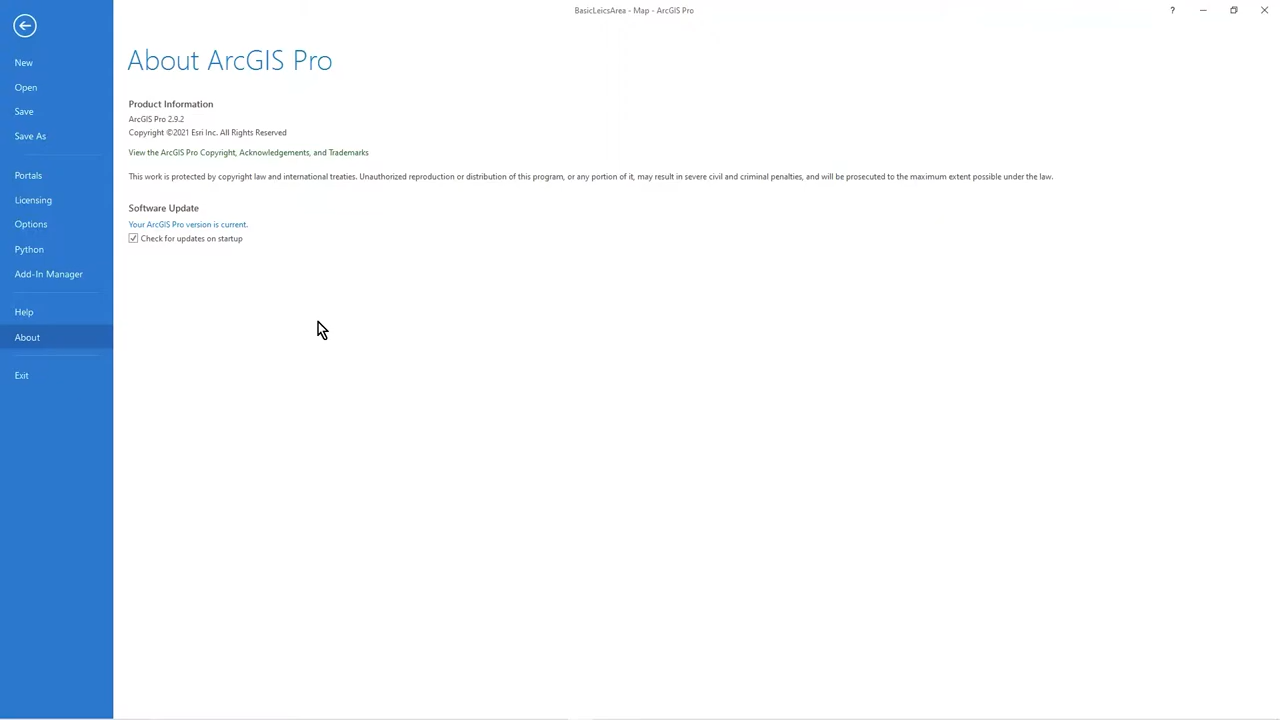 BasicLeicsArea - Map - ArcGIS Pro
?
New
Open
Save
Save As
Portals
Licensing
Options
Python
Add-In Manager
Help
About
Exit
About ArcGIS Pro
Product Information
ArcGIS Pro 2.9.2
Copyright ©2021 Esri Inc. All Rights Reserved
View the ArcGIS Pro Copyright, Acknowledgements, and Trademarks
This work is protected by copyright law and international treaties. Unauthorized reproduction or distribution of this program, or any portion of it, may result in severe civil and criminal penalties, and will be prosecuted to the maximum extent possible under the law.
Software Update
Your ArcGIS Pro version is current.
Check for updates on startup